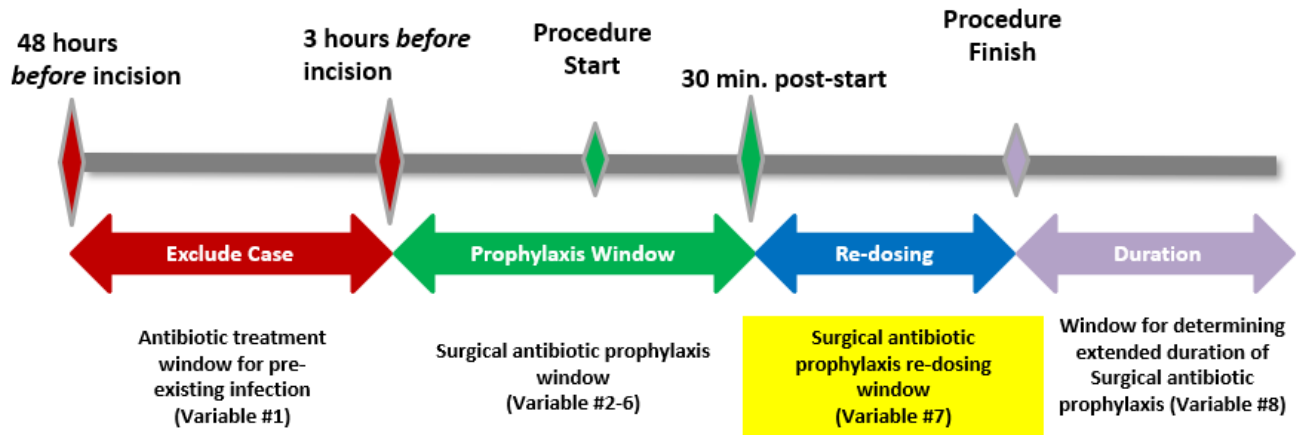 48 hours
before incision
3 hours before
incision
Procedure
Start
30 min. post-start
Procedure
Finish
Exclude Case
Prophylaxis Window
Re-dosing
Duration
Antibiotic treatment
window for pre-
existing infection
(Variable #1)
Surgical antibiotic prophylaxis
window
(Variable #2-6)
Surgical antibiotic
prophylaxis re-dosing
window
(Variable #7)
Window for determining
extended duration of
Surgical antibiotic
prophylaxis (Variable #8)